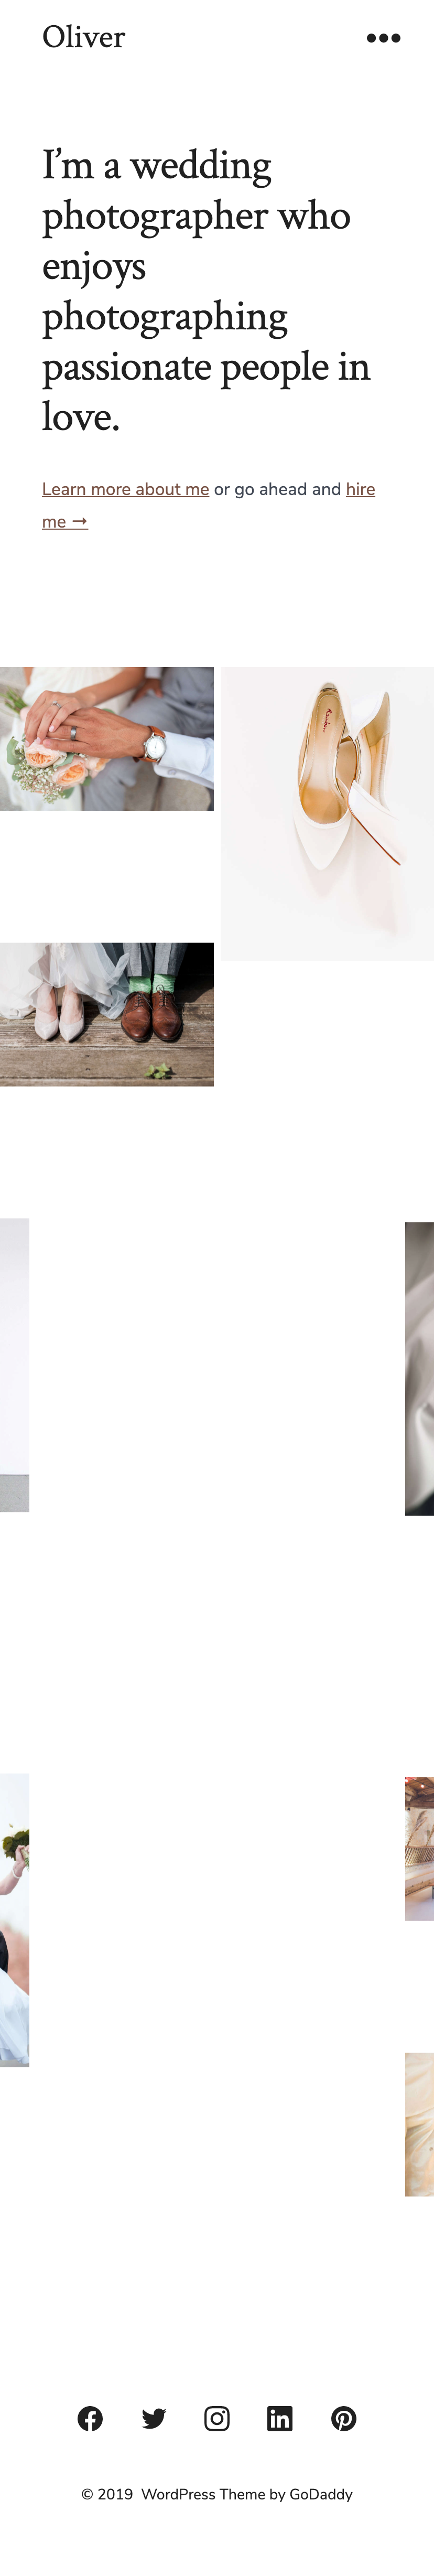 Oliver
I’m a wedding
photographer who
enjoys
photographing
passionate people in
love.
Learn more about me or go ahead and hire
me →
© 2019  WordPress Theme by GoDaddy